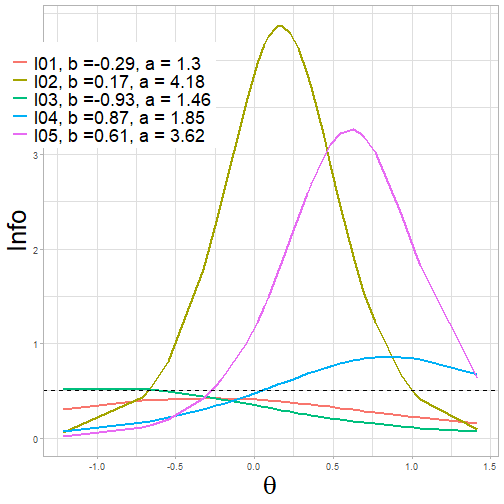 I01, b =-0.29, a = 1.3
I02, b =0.17, a = 4.18
I03, b =-0.93, a = 1.46
I04, b =0.87, a = 1.85
I05, b =0.61, a = 3.62
Info
3
2
1
0
-1.0 -0.5 0.0 0.5 1.0 1.5
θ